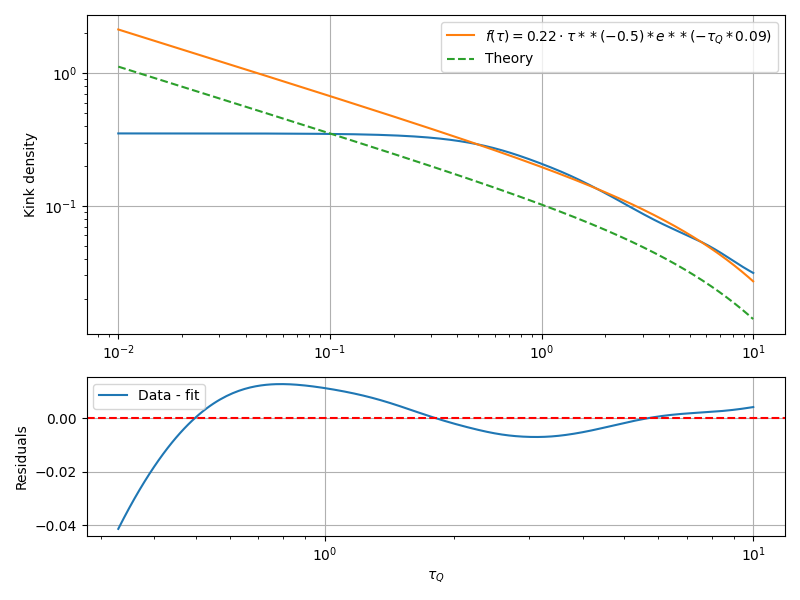 f(τ) = 0.22 · τ * *(−0.5) * e * *(−τ_Q * 0.09)
Theory
Kink density
10^0
10^−1
10^−2 10^−1 10^0 10^1
Data - fit
Residuals
0.00
−0.02
−0.04
10^0 10^1
τ_Q